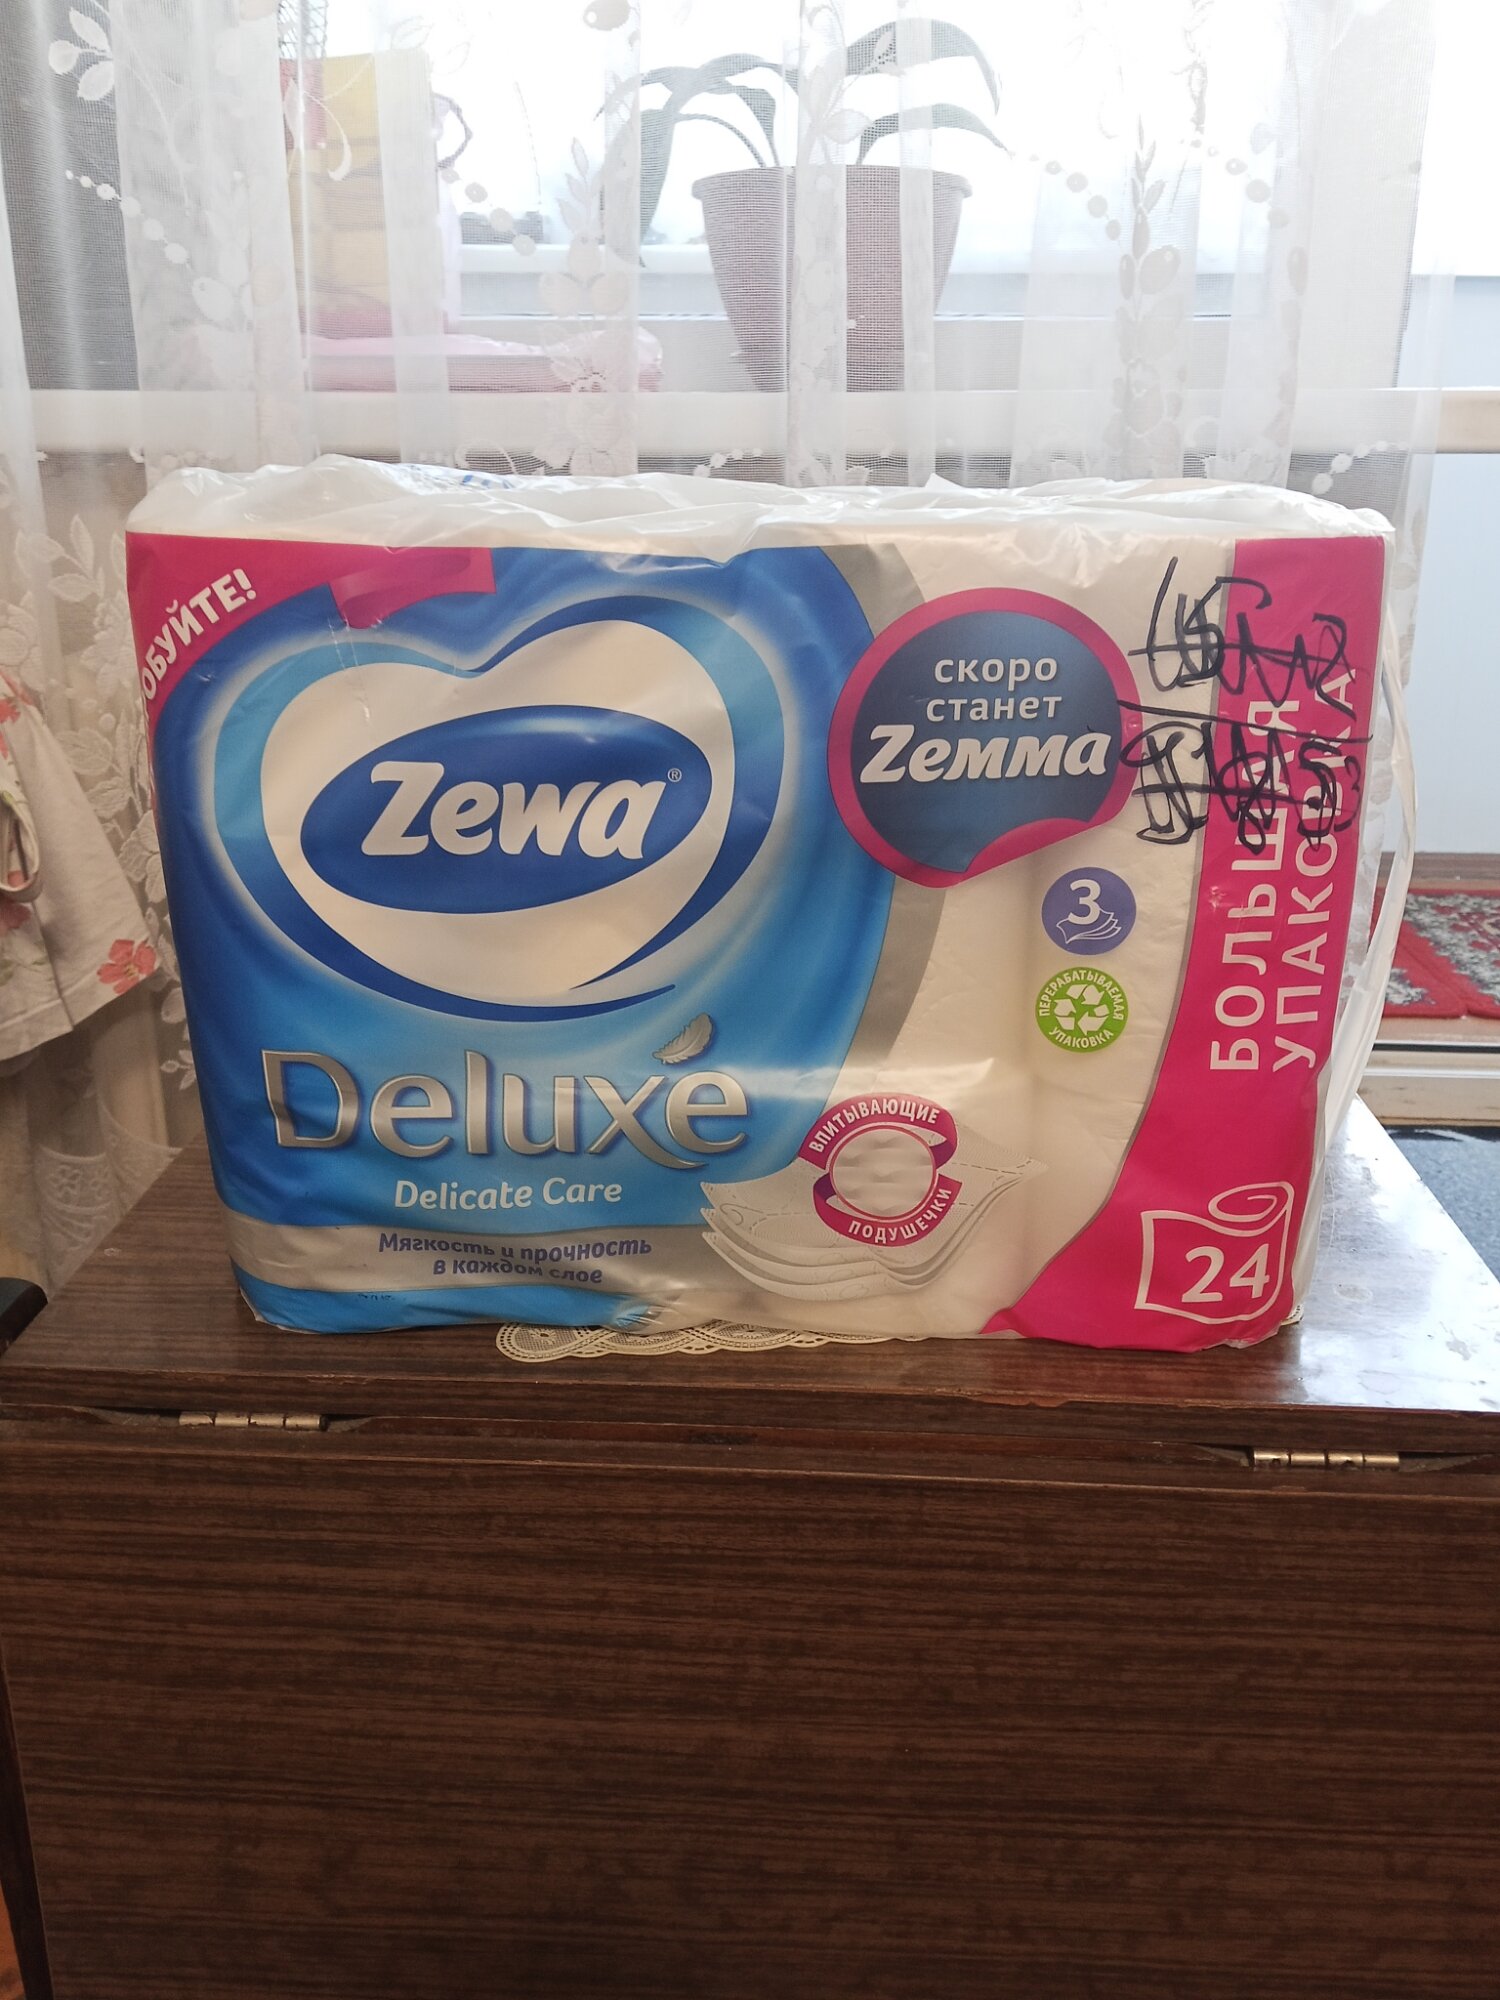 ОБУЙТЕ!
Zewa®
Deluxe
Delicate Care
Мягкость и прочность
в каждом слое
скоро
станет
Zемма
3
ПЕРЕРАБАТЫВАЕМАЯ
УПАКОВКА
ВПИТЫВАЮЩИЕ
ПОДУШЕЧКИ
БОЛЬШАЯ
УПАКОВКА
24